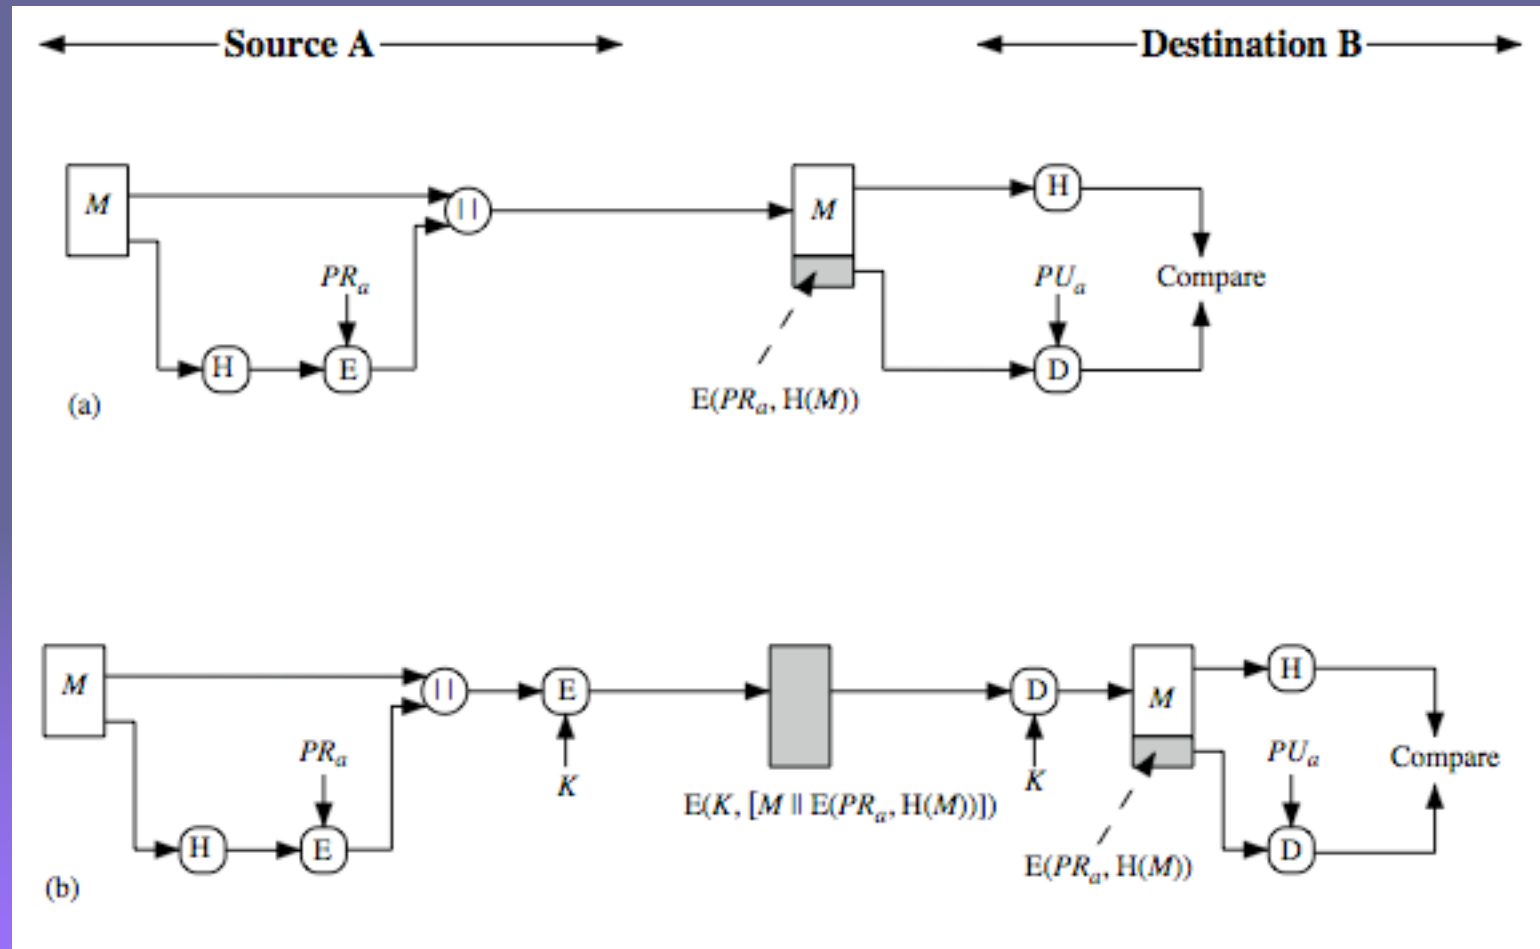 Source A
Destination B
M
||
M
H
PRa
PUa
Compare
H
E
D
E(PRa, H(M))
(a)
M
||
E
D
M
H
PRa
K
K
PUa
Compare
E(K, [M || E(PRa, H(M))])
H
E
D
E(PRa, H(M))
(b)